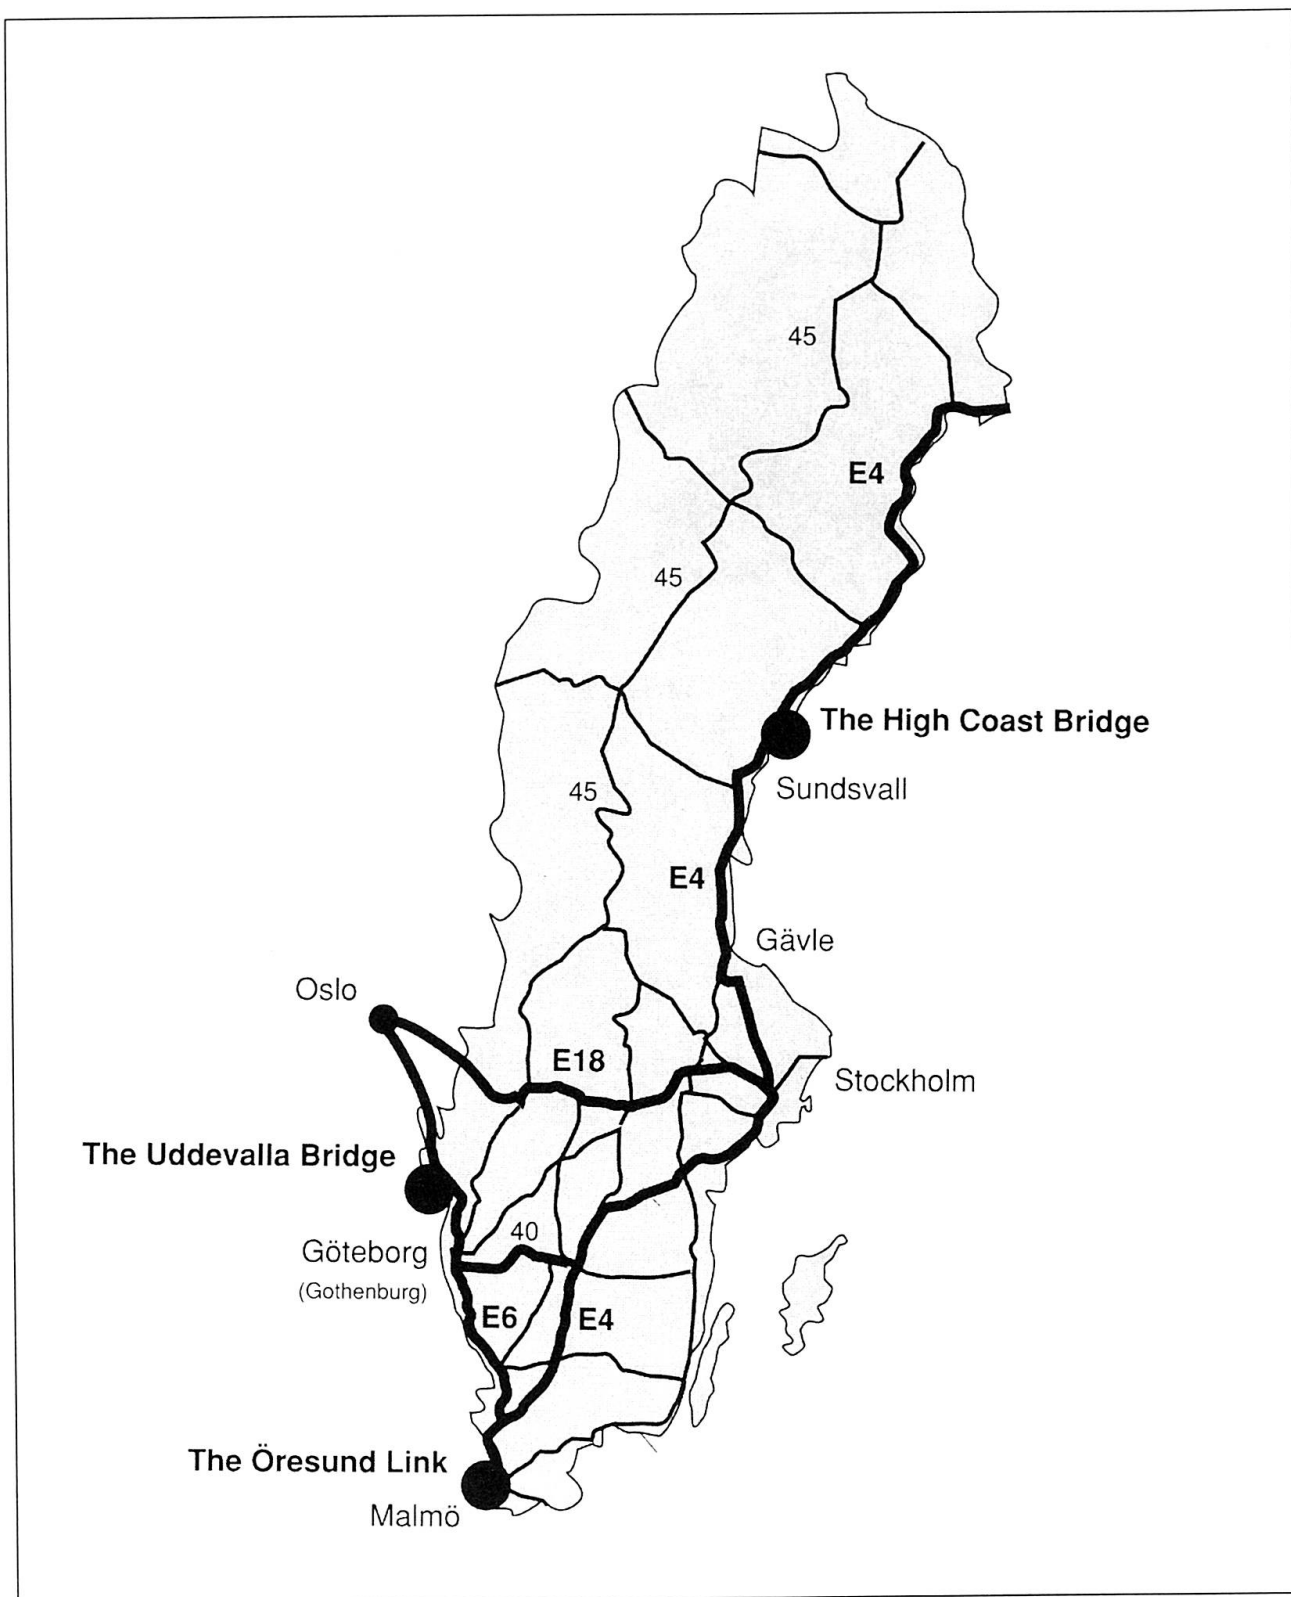 45
E4
45
The High Coast Bridge
Sundsvall
45
E4
Gävle
Oslo
E18
Stockholm
The Uddevalla Bridge
40
Göteborg
(Gothenburg)
E6
E4
The Öresund Link
Malmö